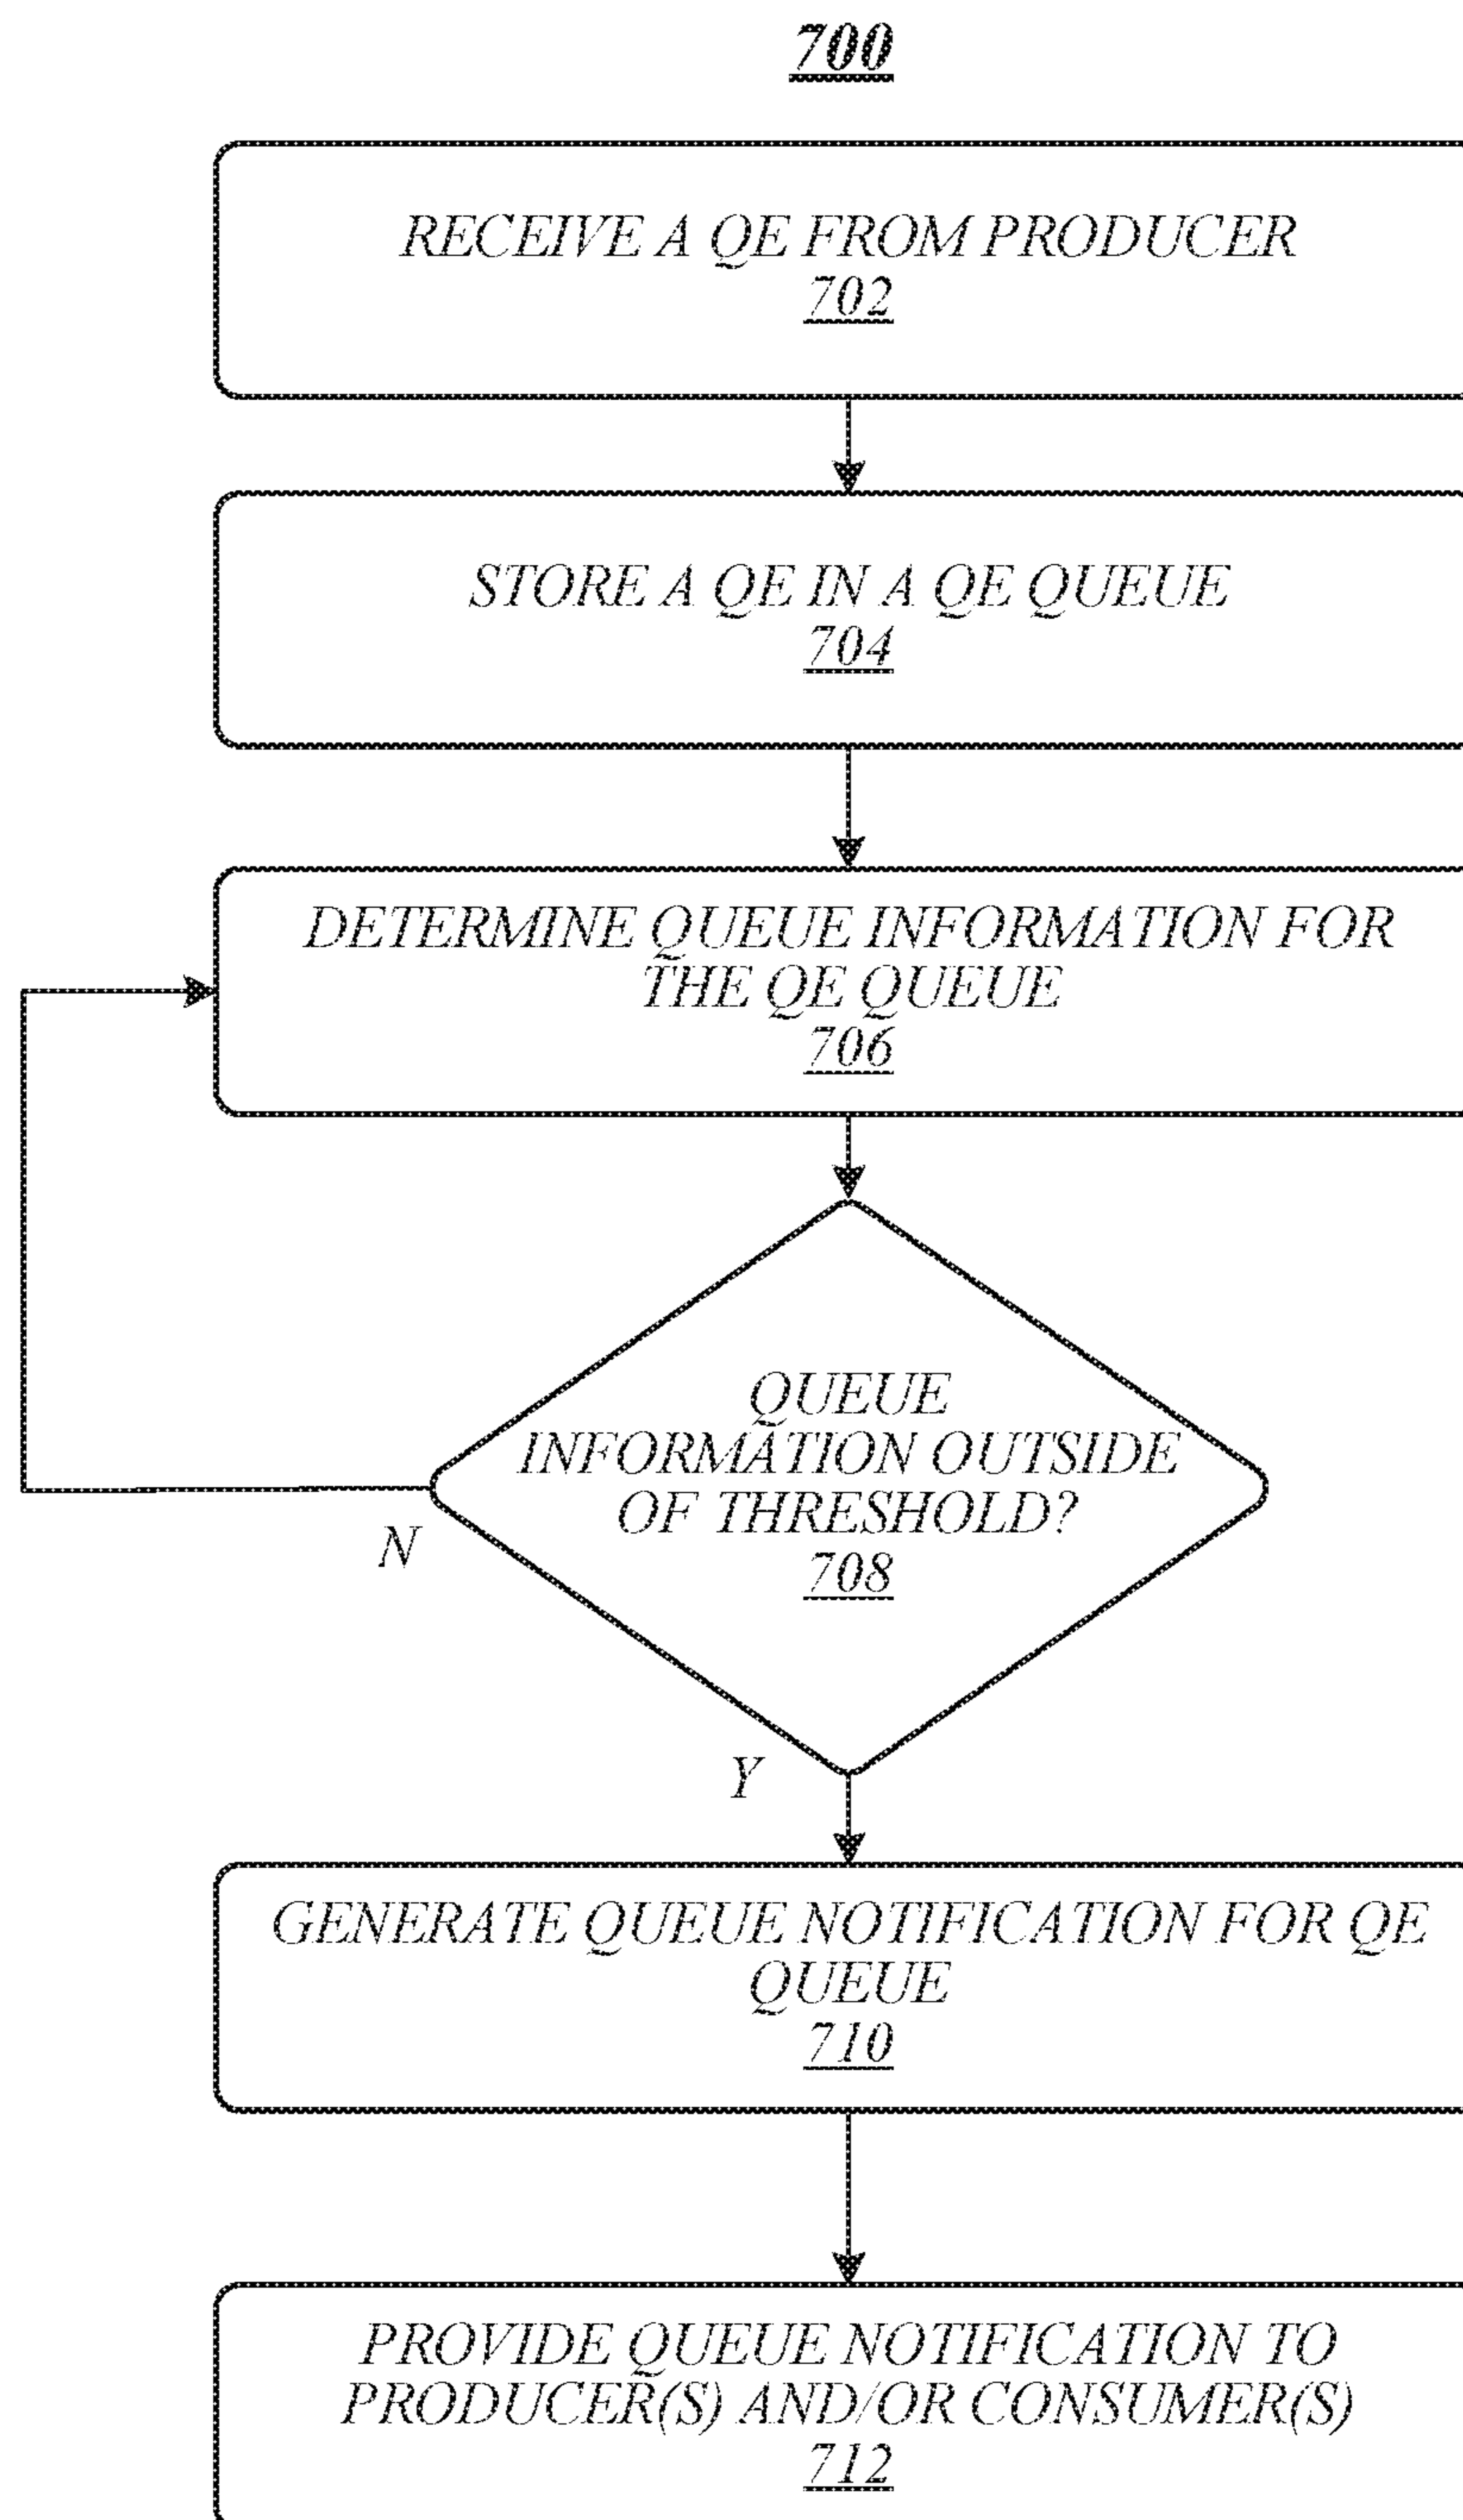 700
RECEIVE A QE FROM PRODUCER
702
STORE A QE IN A QE QUEUE
704
DETERMINE QUEUE INFORMATION FOR
THE QE QUEUE
706
QUEUE
INFORMATION OUTSIDE
OF THRESHOLD?
708
N
Y
GENERATE QUEUE NOTIFICATION FOR QE
QUEUE
710
PROVIDE QUEUE NOTIFICATION TO
PRODUCER(S) AND/OR CONSUMER(S)
712